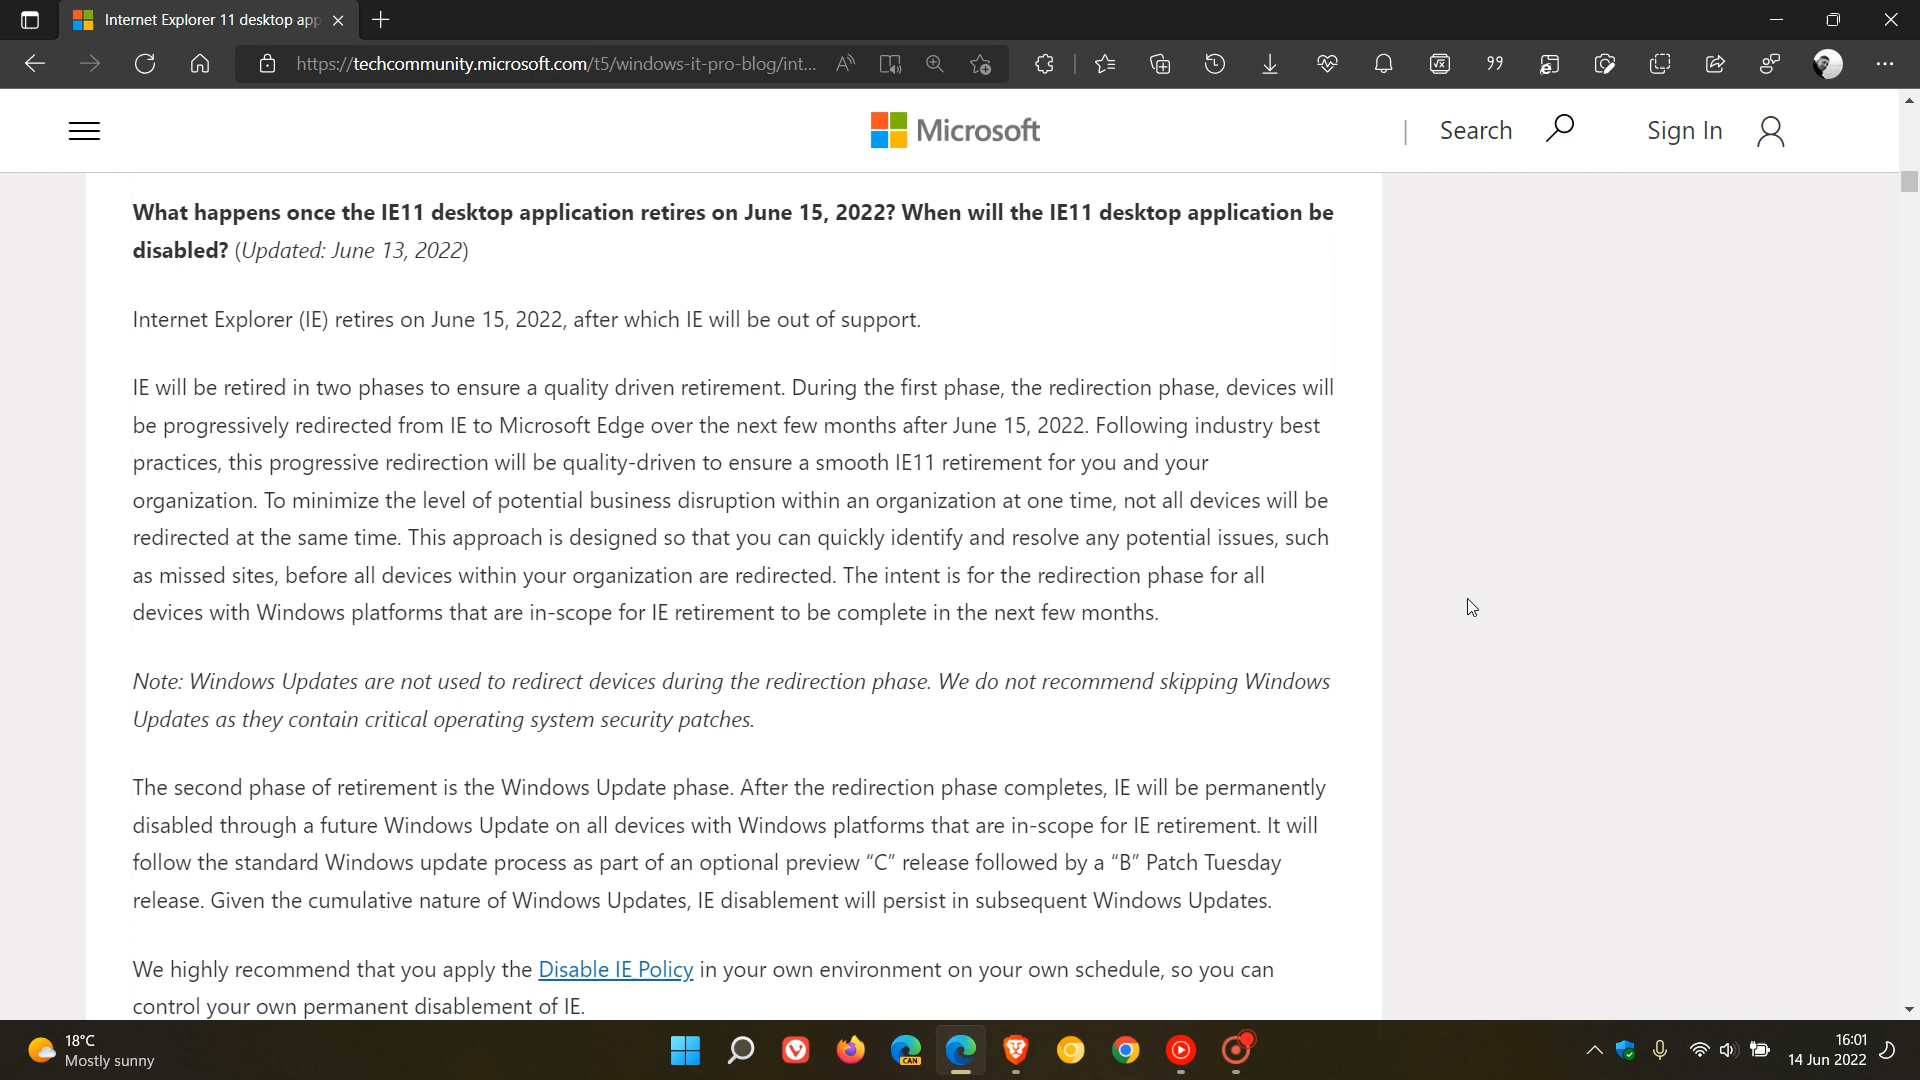 Internet Explorer 11 desktop app
https://techcommunity.microsoft.com/t5/windows-it-pro-blog/int...
Microsoft
Search
Sign In
What happens once the IE11 desktop application retires on June 15, 2022? When will the IE11 desktop application be
disabled? (Updated: June 13, 2022)
Internet Explorer (IE) retires on June 15, 2022, after which IE will be out of support.
IE will be retired in two phases to ensure a quality driven retirement. During the first phase, the redirection phase, devices will
be progressively redirected from IE to Microsoft Edge over the next few months after June 15, 2022. Following industry best
practices, this progressive redirection will be quality-driven to ensure a smooth IE11 retirement for you and your
organization. To minimize the level of potential business disruption within an organization at one time, not all devices will be
redirected at the same time. This approach is designed so that you can quickly identify and resolve any potential issues, such
as missed sites, before all devices within your organization are redirected. The intent is for the redirection phase for all
devices with Windows platforms that are in-scope for IE retirement to be complete in the next few months.
Note: Windows Updates are not used to redirect devices during the redirection phase. We do not recommend skipping Windows
Updates as they contain critical operating system security patches.
The second phase of retirement is the Windows Update phase. After the redirection phase completes, IE will be permanently
disabled through a future Windows Update on all devices with Windows platforms that are in-scope for IE retirement. It will
follow the standard Windows update process as part of an optional preview “C” release followed by a “B” Patch Tuesday
release. Given the cumulative nature of Windows Updates, IE disablement will persist in subsequent Windows Updates.
We highly recommend that you apply the Disable IE Policy in your own environment on your own schedule, so you can
control your own permanent disablement of IE.
18°C
Mostly sunny
CAN
16:01
14 Jun 2022